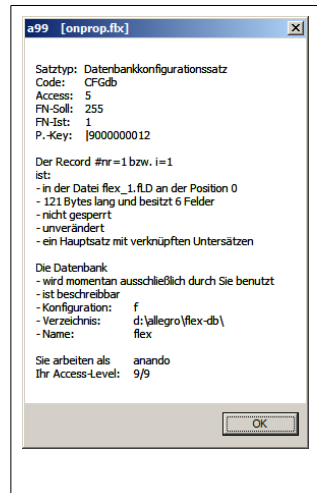 a99 [onprop.flx]
Satztyp: Datenbankkonfigurationssatz
Code: CFGdb
Access: 5
FN-Soll: 255
FN-Ist: 1
P.-Key: |9000000012
Der Record #nr=1 bzw. i=1
ist:
- in der Datei flex_1.fLD an der Position 0
- 121 Bytes lang und besitzt 6 Felder
- nicht gesperrt
- unverändert
- ein Hauptsatz mit verknüpften Untersätzen
Die Datenbank
- wird momentan ausschließlich durch Sie benutzt
- ist beschreibbar
- Konfiguration: f
- Verzeichnis: d:\allegro\flex-db\
- Name: flex
Sie arbeiten als anando
Ihr Access-Level: 9/9
OK